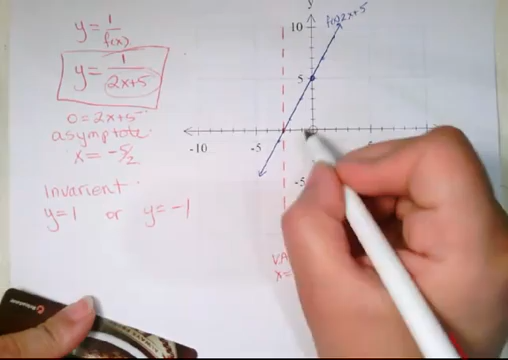 y = 1/f(x)
y = 1/2x+5
0 = 2x+5
asymptote:
x = -5/2
Invarient:
y=1 or y=-1
y
f(x)=2x+5
10
5
-10
-5
-5
V.A
x=